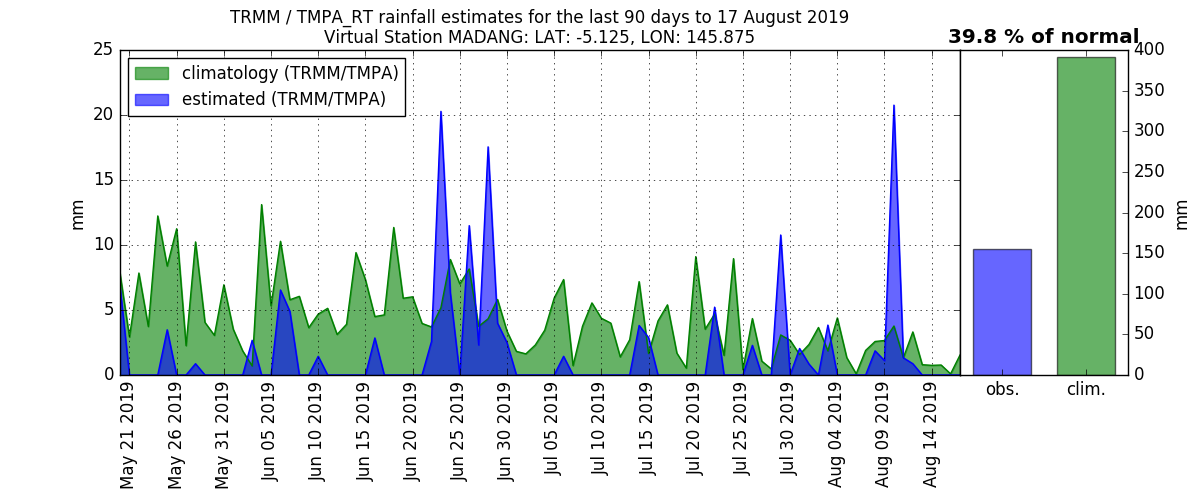 TRMM / TMPA_RT rainfall estimates for the last 90 days to 17 August 2019
Virtual Station MADANG: LAT: -5.125, LON: 145.875
39.8 % of normal
climatology (TRMM/TMPA)
estimated (TRMM/TMPA)
25
20
15
10
5
0
mm
May 21 2019
May 26 2019
May 31 2019
Jun 05 2019
Jun 10 2019
Jun 15 2019
Jun 20 2019
Jun 25 2019
Jun 30 2019
Jul 05 2019
Jul 10 2019
Jul 15 2019
Jul 20 2019
Jul 25 2019
Jul 30 2019
Aug 04 2019
Aug 09 2019
Aug 14 2019
obs.
clim.
400
350
300
250
200
150
100
50
0
mm